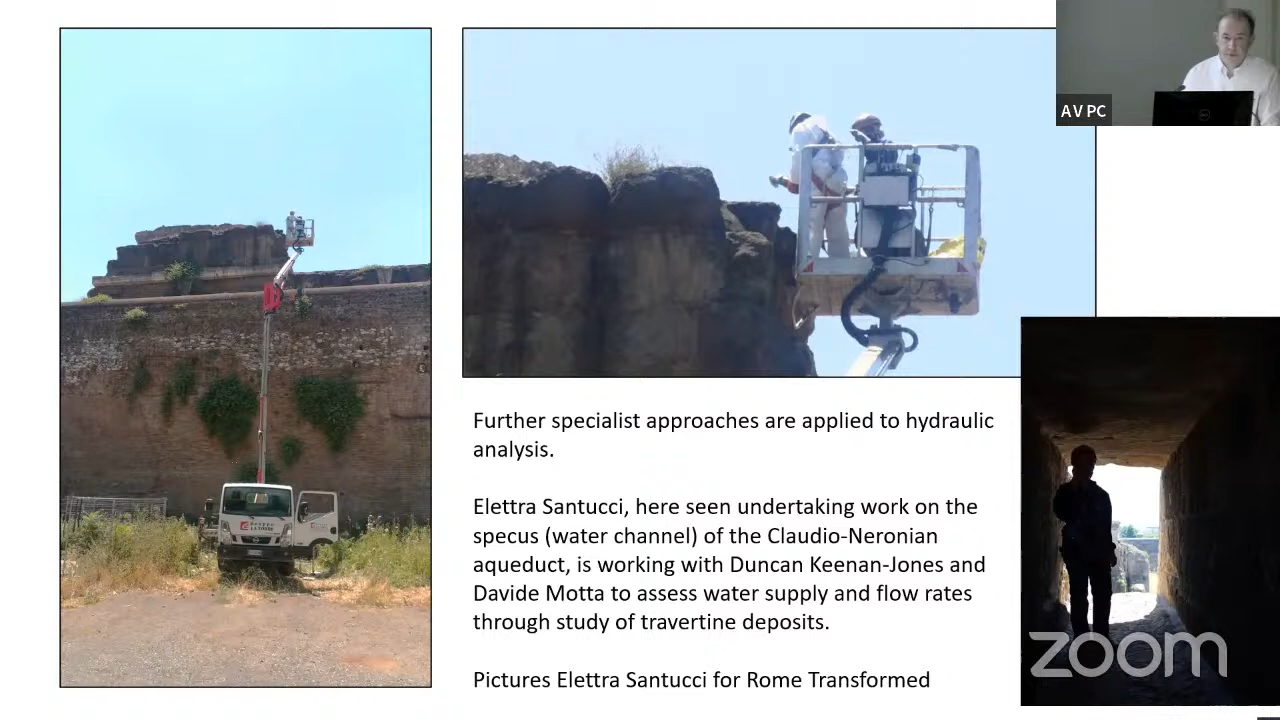 AV PC
Further specialist approaches are applied to hydraulic
analysis.
Elettra Santucci, here seen undertaking work on the
specus (water channel) of the Claudio-Neronian
aqueduct, is working with Duncan Keenan-Jones and
Davide Motta to assess water supply and flow rates
through study of travertine deposits.
Pictures Elettra Santucci for Rome Transformed
zoom